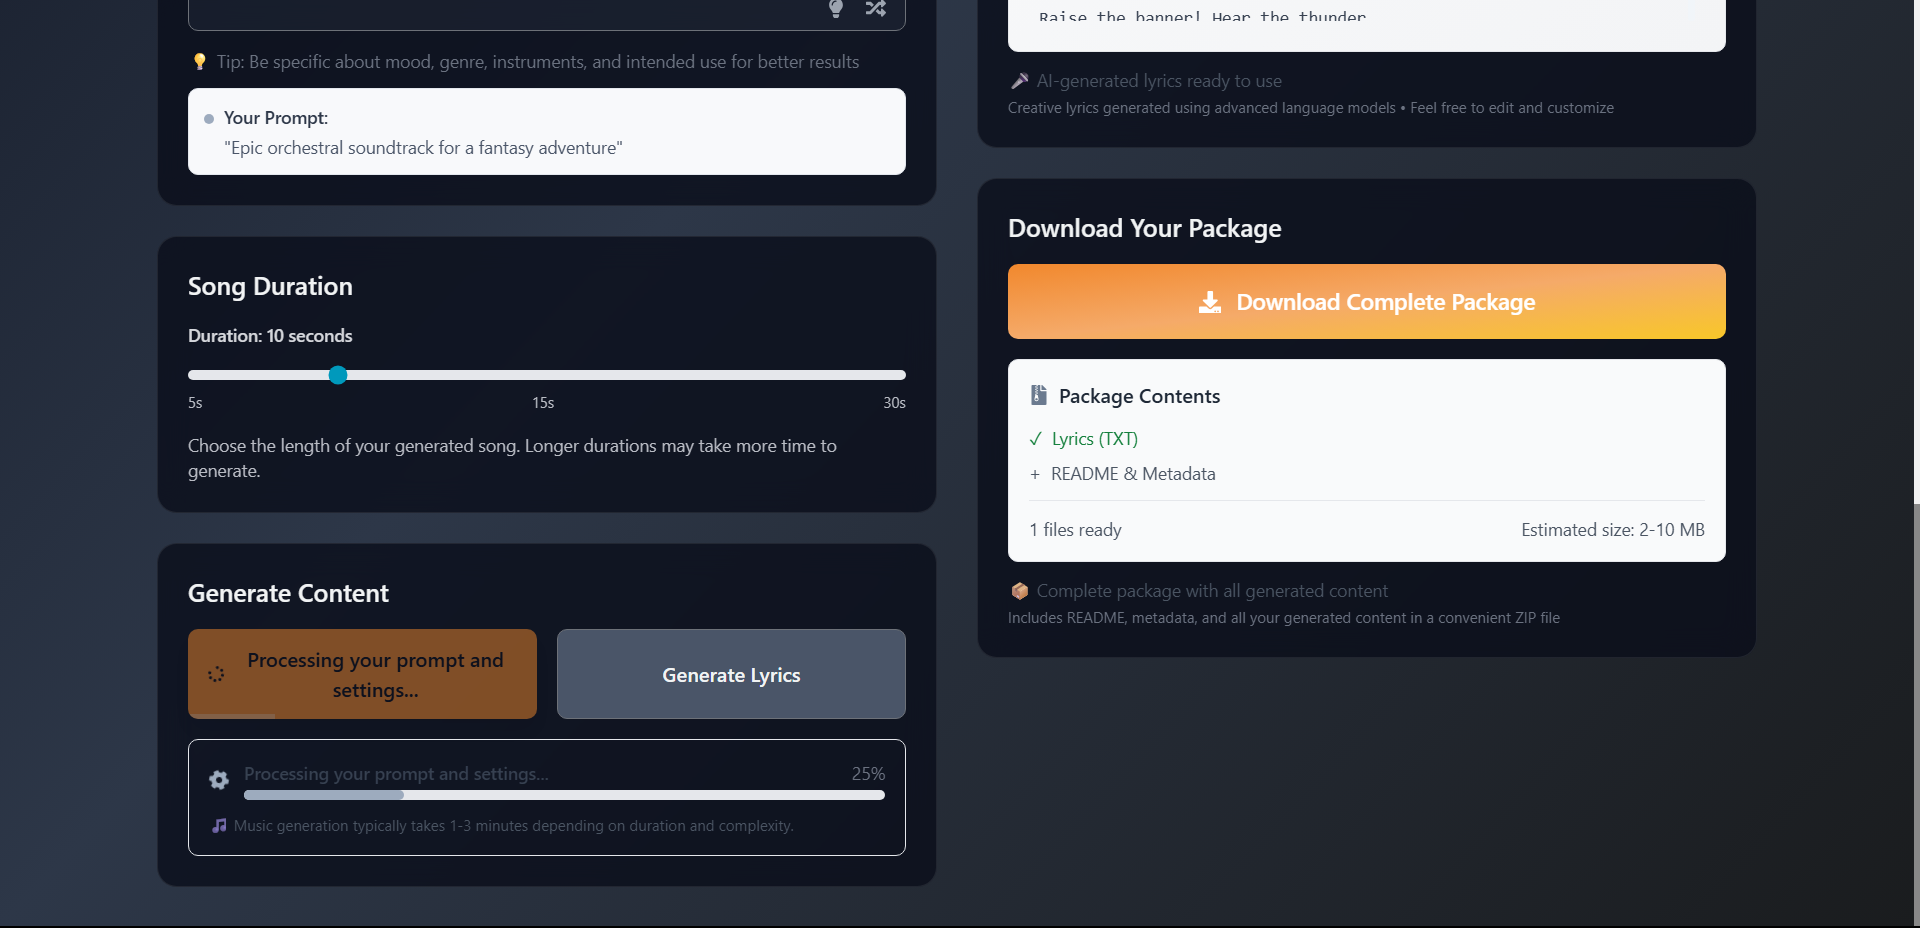 Tip: Be specific about mood, genre, instruments, and intended use for better results
Your Prompt:
"Epic orchestral soundtrack for a fantasy adventure"
Song Duration
Duration: 10 seconds
5s
15s
30s
Choose the length of your generated song. Longer durations may take more time to
generate.
Generate Content
Processing your prompt and
settings...
Generate Lyrics
Processing your prompt and settings...
25%
Music generation typically takes 1-3 minutes depending on duration and complexity.
Raise the banner! Hear the thunder
AI-generated lyrics ready to use
Creative lyrics generated using advanced language models • Feel free to edit and customize
Download Your Package
Download Complete Package
Package Contents
✓ Lyrics (TXT)
+ README & Metadata
1 files ready
Estimated size: 2-10 MB
Complete package with all generated content
Includes README, metadata, and all your generated content in a convenient ZIP file